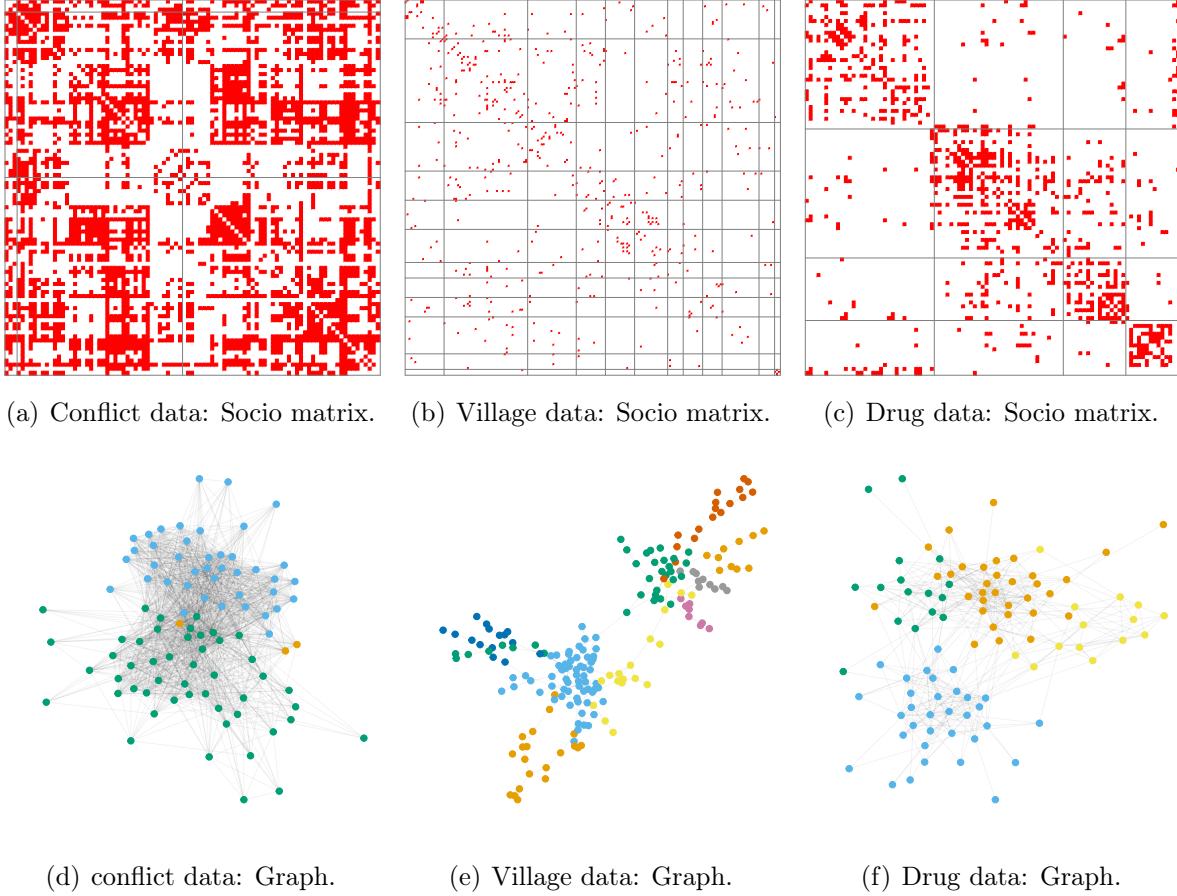 (a) Conflict data: Socio matrix.
(b) Village data: Socio matrix.
(c) Drug data: Socio matrix.
(d) conflict data: Graph.
(e) Village data: Graph.
(f) Drug data: Graph.